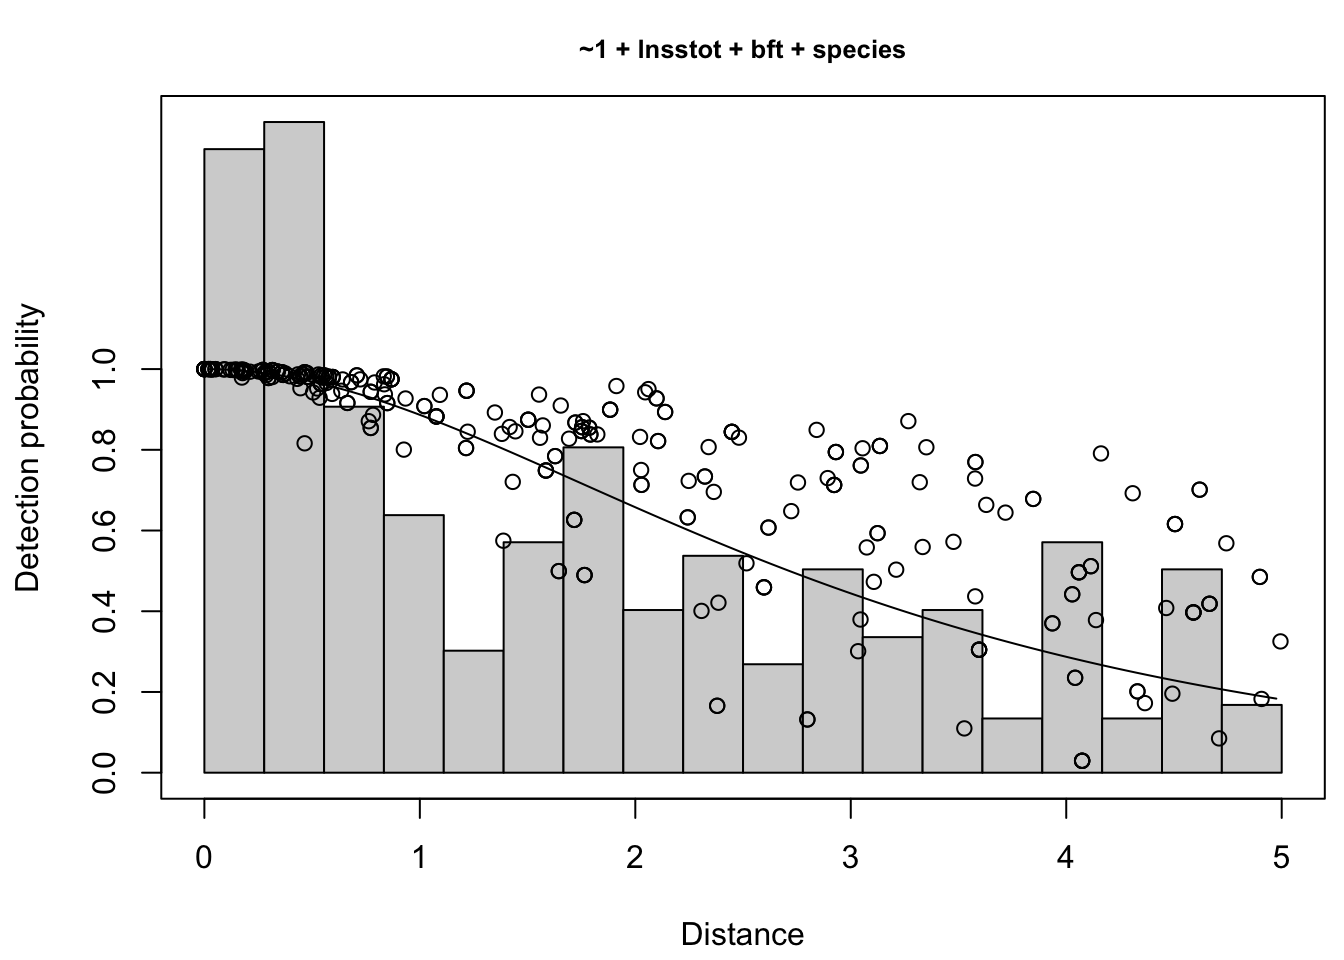 ~1 + lnsstot + bft + species
Detection probability
1.0
0.8
0.6
0.4
0.2
0.0
0 1 2 3 4 5
Distance